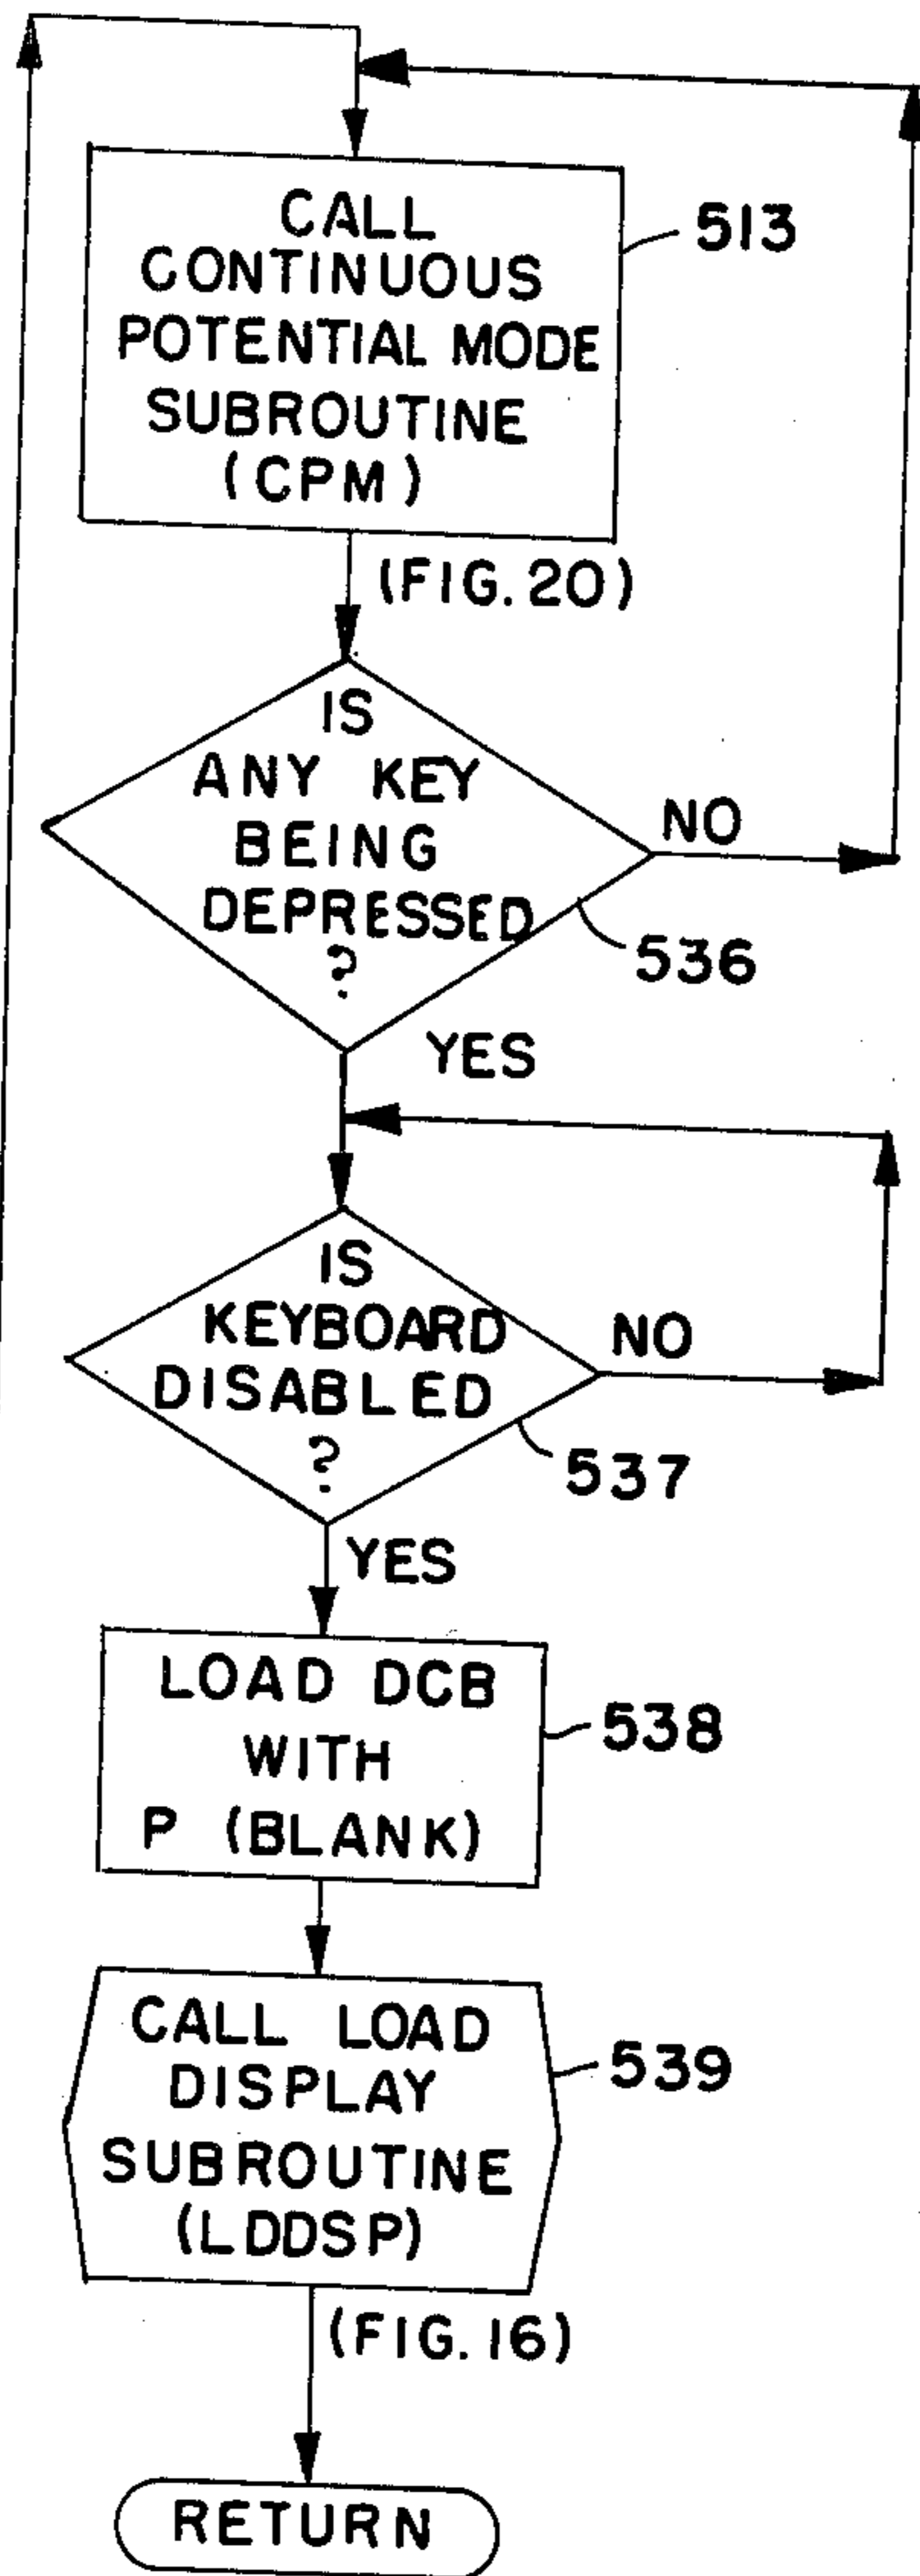 CALL
CONTINUOUS
POTENTIAL MODE
SUBROUTINE
(CPM)
513
(FIG. 20)
IS
ANY KEY
BEING
DEPRESSED
?
NO
536
YES
IS
KEYBOARD
DISABLED
?
NO
537
YES
LOAD DCB
WITH
P (BLANK)
538
CALL LOAD
DISPLAY
SUBROUTINE
(LDDSP)
539
(FIG. 16)
RETURN